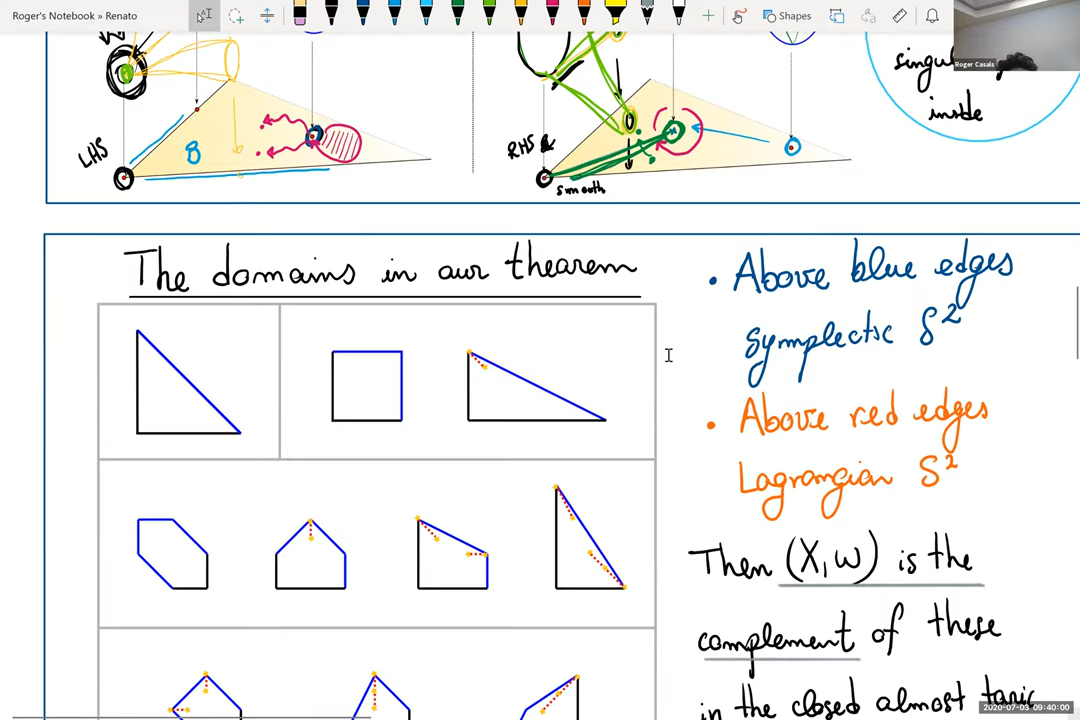 Roger's Notebook » Renato
Shapes
Roger Casals
inside
LHS
B
RHS
smooth
The domains in our theorem
• Above blue edges
symplectic S²
• Above red edges
Lagrangian S²
Then (X, ω) is the
complement of these
in the closed almost toric
2020-07-03 09:40:00